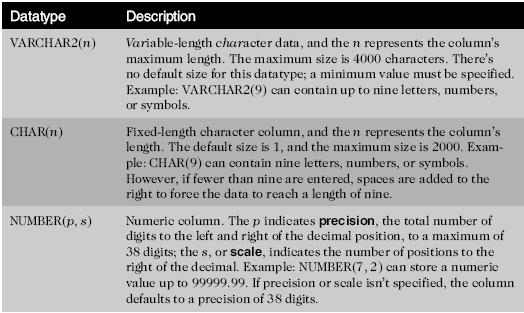 Datatype Description
VARCHAR2(n) Variable-length character data, and the n represents the column's
maximum length. The maximum size is 4000 characters. There's
no default size for this datatype; a minimum value must be specified.
Example: VARCHAR2(9) can contain up to nine letters, numbers,
or symbols.
CHAR(n) Fixed-length character column, and the n represents the column's
length. The default size is 1, and the maximum size is 2000. Exam-
ple: CHAR(9) can contain nine letters, numbers, or symbols.
However, if fewer than nine are entered, spaces are added to the
right to force the data to reach a length of nine.
NUMBER(p, s) Numeric column. The p indicates precision, the total number of
digits to the left and right of the decimal position, to a maximum of
38 digits; the s, or scale, indicates the number of positions to the
right of the decimal. Example: NUMBER(7, 2) can store a numeric
value up to 99999.99. If precision or scale isn't specified, the column
defaults to a precision of 38 digits.